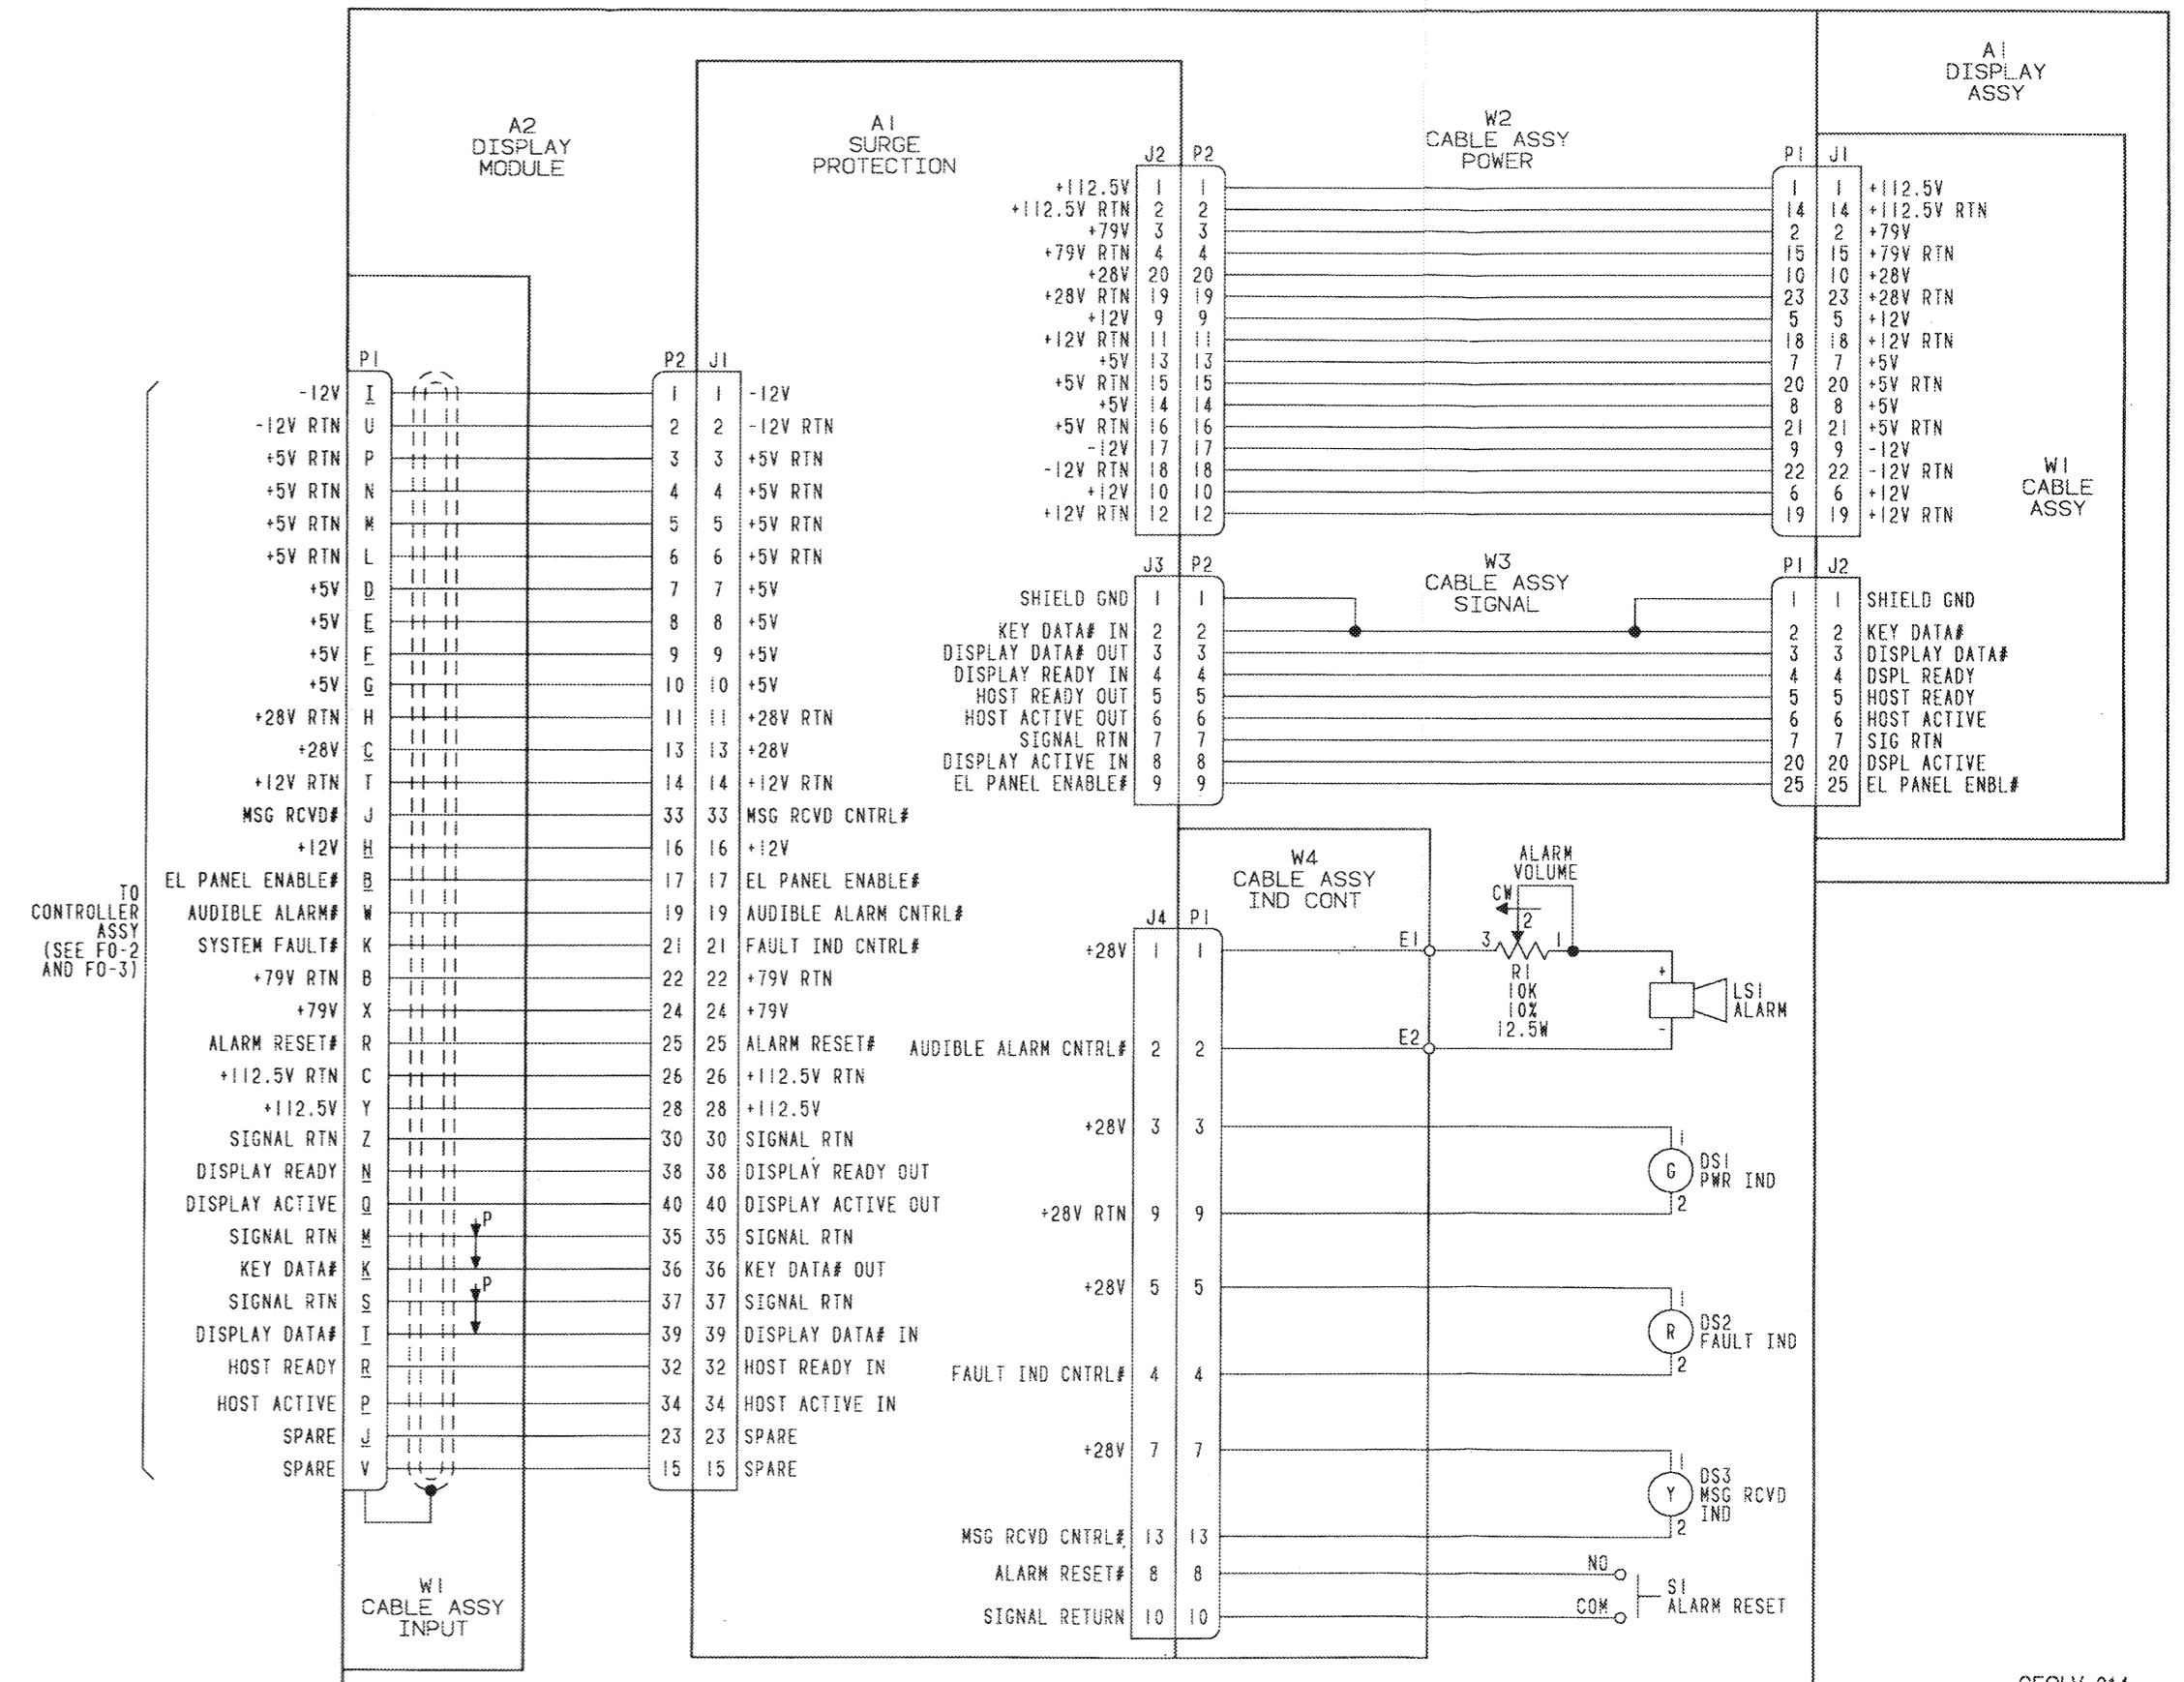 A2
DISPLAY
MODULE
A1
SURGE
PROTECTION
W2
CABLE ASSY
POWER
A1
DISPLAY
ASSY
W1
CABLE
ASSY
TO
CONTROLLER
ASSY
(SEE FO-2
AND FO-3)
P1 P2 J1
-12V I 1 1 -12V
-12V RTN U 2 2 -12V RTN
+5V RTN P 3 3 +5V RTN
+5V RTN N 4 4 +5V RTN
+5V RTN M 5 5 +5V RTN
+5V RTN L 6 6 +5V RTN
+5V D 7 7 +5V
+5V E 8 8 +5V
+5V F 9 9 +5V
+5V G 10 10 +5V
+28V RTN H 11 11 +28V RTN
+28V C 13 13 +28V
+12V RTN T 14 14 +12V RTN
MSG RCVD# J 33 33 MSG RCVD CNTRL#
+12V H 16 16 +12V
EL PANEL ENABLE# B 17 17 EL PANEL ENABLE#
AUDIBLE ALARM# W 19 19 AUDIBLE ALARM CNTRL#
SYSTEM FAULT# K 21 21 FAULT IND CNTRL#
+79V RTN B 22 22 +79V RTN
+79V X 24 24 +79V
ALARM RESET# R 25 25 ALARM RESET#
+112.5V RTN C 26 26 +112.5V RTN
+112.5V Y 28 28 +112.5V
SIGNAL RTN Z 30 30 SIGNAL RTN
DISPLAY READY N 38 38 DISPLAY READY OUT
DISPLAY ACTIVE Q 40 40 DISPLAY ACTIVE OUT
SIGNAL RTN M P 35 35 SIGNAL RTN
KEY DATA# K 36 36 KEY DATA# OUT
SIGNAL RTN S P 37 37 SIGNAL RTN
DISPLAY DATA# T 39 39 DISPLAY DATA# IN
HOST READY R 32 32 HOST READY IN
HOST ACTIVE P 34 34 HOST ACTIVE IN
SPARE J 23 23 SPARE
SPARE V 15 15 SPARE
W1
CABLE ASSY
INPUT
J2 P2 P1 J1
+112.5V 1 1 1 1 +112.5V
+112.5V RTN 2 2 14 14 +112.5V RTN
+79V 3 3 2 2 +79V
+79V RTN 4 4 15 15 +79V RTN
+28V 20 20 10 10 +28V
+28V RTN 19 19 23 23 +28V RTN
+12V 9 9 5 5 +12V
+12V RTN 11 11 18 18 +12V RTN
+5V 13 13 7 7 +5V
+5V RTN 15 15 20 20 +5V RTN
+5V 14 14 8 8 +5V
+5V RTN 16 16 21 21 +5V RTN
-12V 17 17 9 9 -12V
-12V RTN 18 18 22 22 -12V RTN
+12V 10 10 6 6 +12V
+12V RTN 12 12 19 19 +12V RTN
W3
CABLE ASSY
SIGNAL
J3 P2 P1 J2
SHIELD GND 1 1 1 1 SHIELD GND
KEY DATA# IN 2 2 2 2 KEY DATA#
DISPLAY DATA# OUT 3 3 3 3 DISPLAY DATA#
DISPLAY READY IN 4 4 4 4 DSPL READY
HOST READY OUT 5 5 5 5 HOST READY
HOST ACTIVE OUT 6 6 6 6 HOST ACTIVE
SIGNAL RTN 7 7 7 7 SIG RTN
DISPLAY ACTIVE IN 8 8 20 20 DSPL ACTIVE
EL PANEL ENABLE# 9 9 25 25 EL PANEL ENBL#
W4
CABLE ASSY
IND CONT
ALARM
VOLUME
CW
2
J4 P1
+28V 1 1 E1 3 1
R1
10K
10%
12.5W
+
LS1
ALARM
-
AUDIBLE ALARM CNTRL# 2 2 E2
+28V 3 3 1
G DS1
PWR IND
+28V RTN 9 9 2
+28V 5 5 1
R DS2
FAULT IND
FAULT IND CNTRL# 4 4 2
+28V 7 7 1
Y DS3
MSG RCVD
IND
MSG RCVD CNTRL# 13 13 2
ALARM RESET# 8 8 NO
S1
ALARM RESET
SIGNAL RETURN 10 10 COM